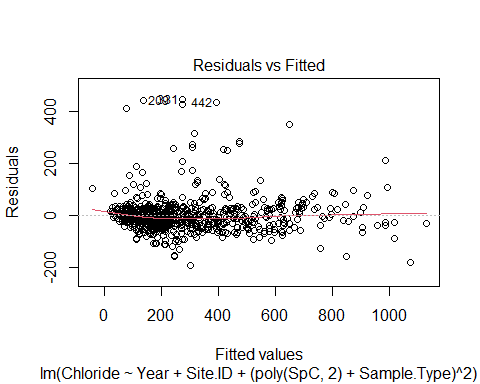 Residuals vs Fitted
442
Residuals
-200 0 200 400
0 200 400 600 800 1000
Fitted values
lm(Chloride ~ Year + Site.ID + (poly(SpC, 2) + Sample.Type)^2)